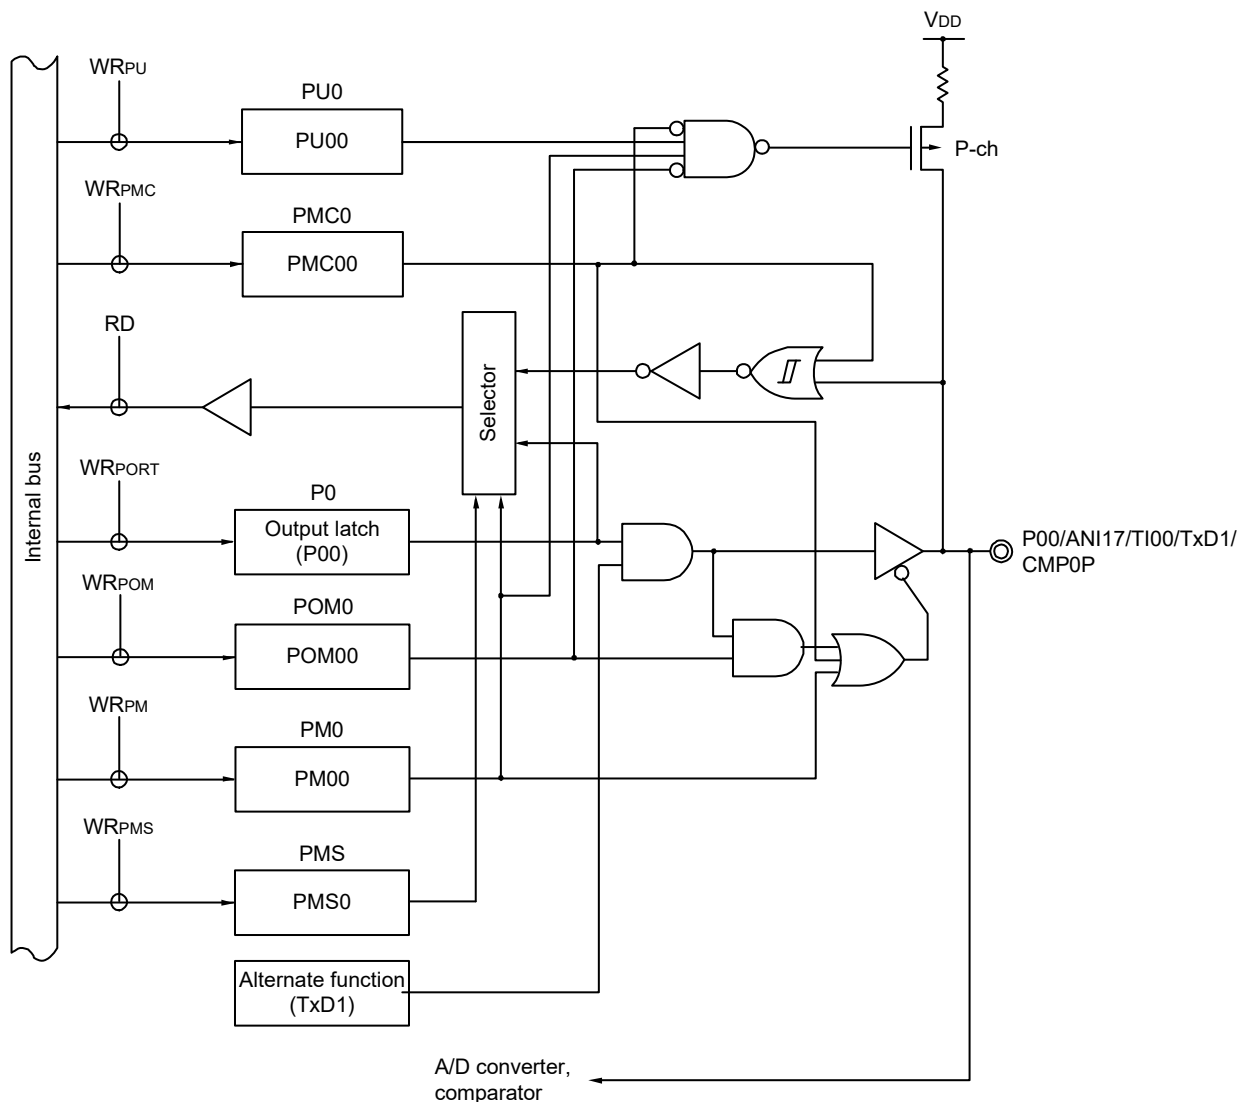 VDD
WRPU
PU0
PU00
P-ch
WRPMC
PMC0
PMC00
RD
Selector
Internal bus
WRPORT
P0
Output latch
(P00)
P00/ANI17/TI00/TxD1/
CMP0P
WRPOM
POM0
POM00
WRPM
PM0
PM00
WRPMS
PMS
PMS0
Alternate function
(TxD1)
A/D converter,
comparator